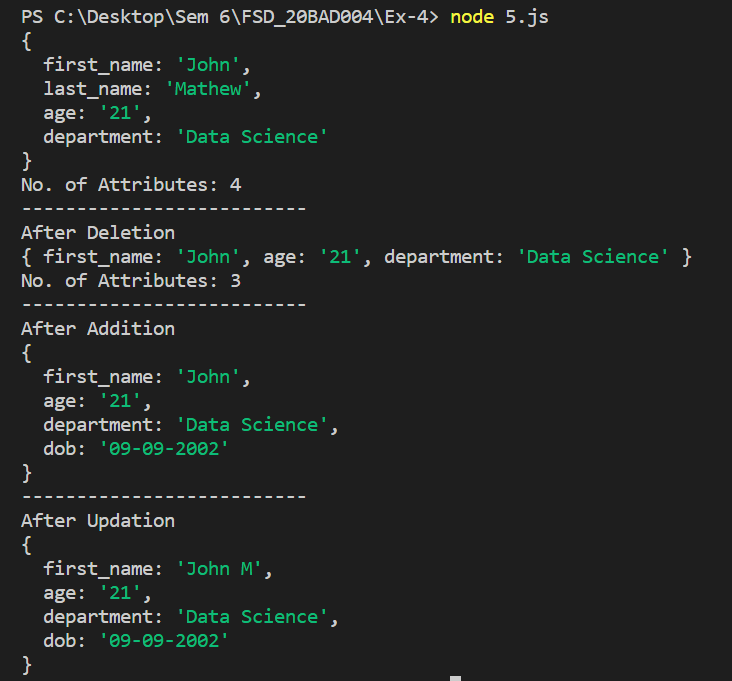 PS C:\Desktop\Sem 6\FSD_20BAD004\Ex-4> node 5.js
{
  first_name: 'John',
  last_name: 'Mathew',
  age: '21',
  department: 'Data Science'
}
No. of Attributes: 4
--------------------------
After Deletion
{ first_name: 'John', age: '21', department: 'Data Science' }
No. of Attributes: 3
--------------------------
After Addition
{
  first_name: 'John',
  age: '21',
  department: 'Data Science',
  dob: '09-09-2002'
}
--------------------------
After Updation
{
  first_name: 'John M',
  age: '21',
  department: 'Data Science',
  dob: '09-09-2002'
}